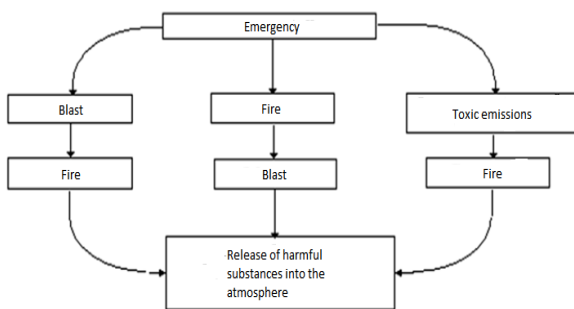 Emergency
Blast
Fire
Toxic emissions
Fire
Blast
Fire
Release of harmful
substances into the
atmosphere